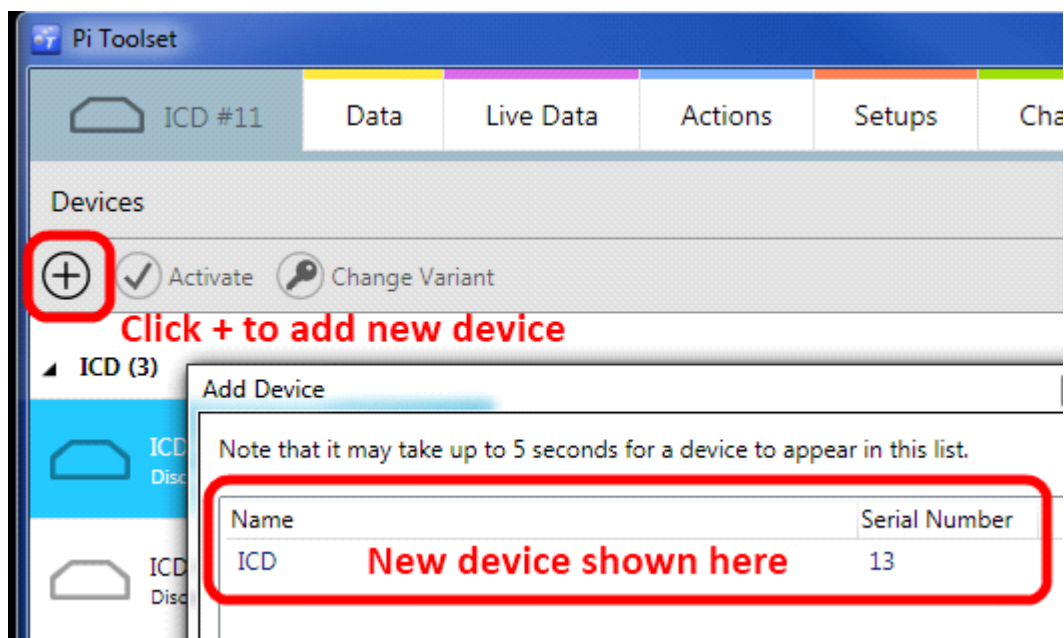 Pi Toolset
ICD #11 Data Live Data Actions Setups
Devices
Activate Change Variant
Click + to add new device
ICD (3)
Add Device
ICD
Note that it may take up to 5 seconds for a device to appear in this list.
Name Serial Number
ICD New device shown here 13
ICD